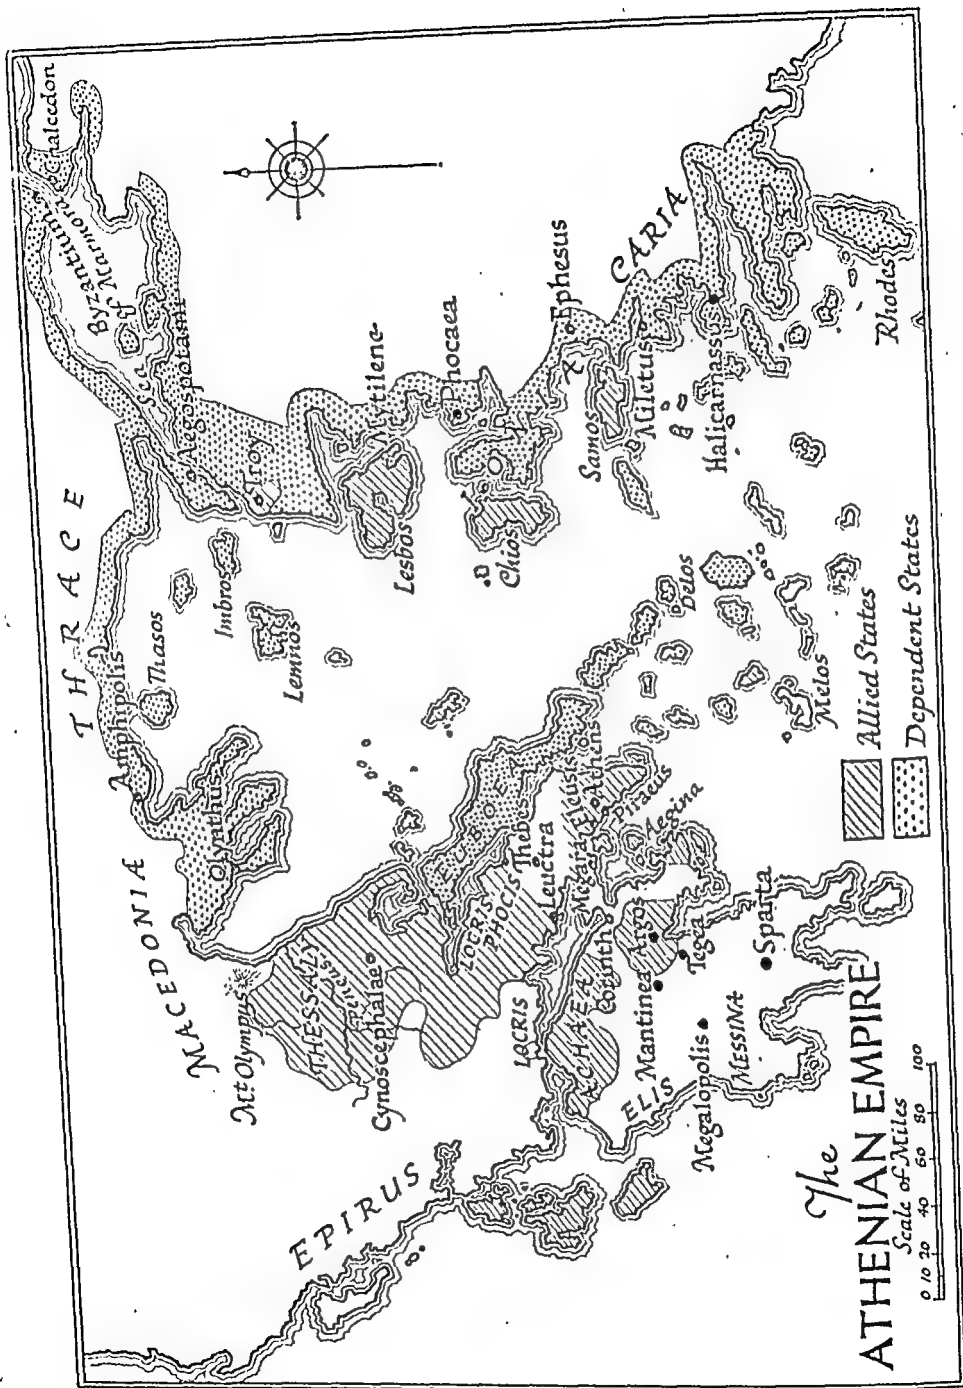 THRACE
MACEDONIA
EPIRUS
CARIA
Byzantium
Chalcedon
Sea of Marmora
Aegospotami
Amphipolis
Thasos
Imbros
Lemnos
Troy
Olynthus
Mt. Olympus
THESSALY
Peneus
Cynoscephalae
Mytilene
Lesbos
Phocaea
Chios
Ephesus
Samos
Miletus
Halicarnassus
Rhodes
EUBOEA
LOCRIS
PHOCIS
Thebes
Leuctra
Megara
Eleusis
Athens
Piraeus
Aegina
LOCRIS
ACHAEA
Corinth
Argos
Mantinea
Tegea
ELIS
Megalopolis
MESSINA
Sparta
Delos
Melos
The
ATHENIAN EMPIRE
Scale of Miles
0 10 20 40 60 80 100
Allied States
Dependent States